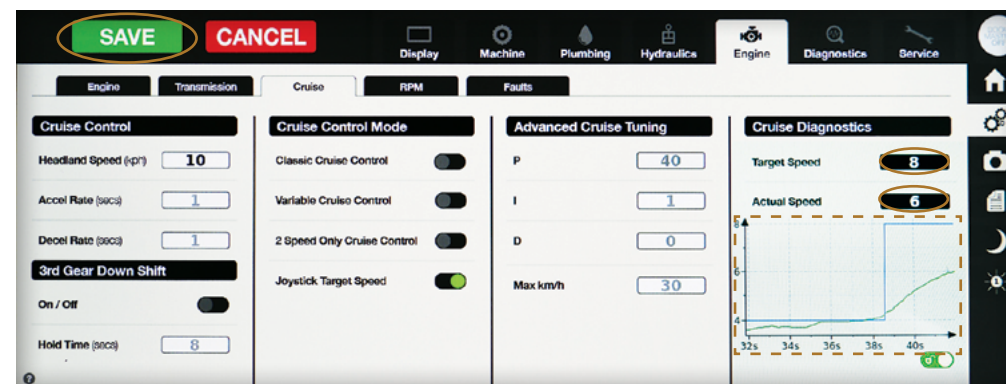 SAVE
CANCEL
Display
Machine
Plumbing
Hydraulics
Engine
Diagnostics
Service
Engine
Transmission
Cruise
RPM
Faults
Cruise Control
Headland Speed (kph) 10
Accel Rate (secs) 1
Decel Rate (secs) 1
3rd Gear Down Shift
On / Off
Hold Time (secs) 8
Cruise Control Mode
Classic Cruise Control
Variable Cruise Control
2 Speed Only Cruise Control
Joystick Target Speed
Advanced Cruise Tuning
P 40
I 1
D 0
Max km/h 30
Cruise Diagnostics
Target Speed 8
Actual Speed 6
8
6
4
32s 34s 36s 38s 40s